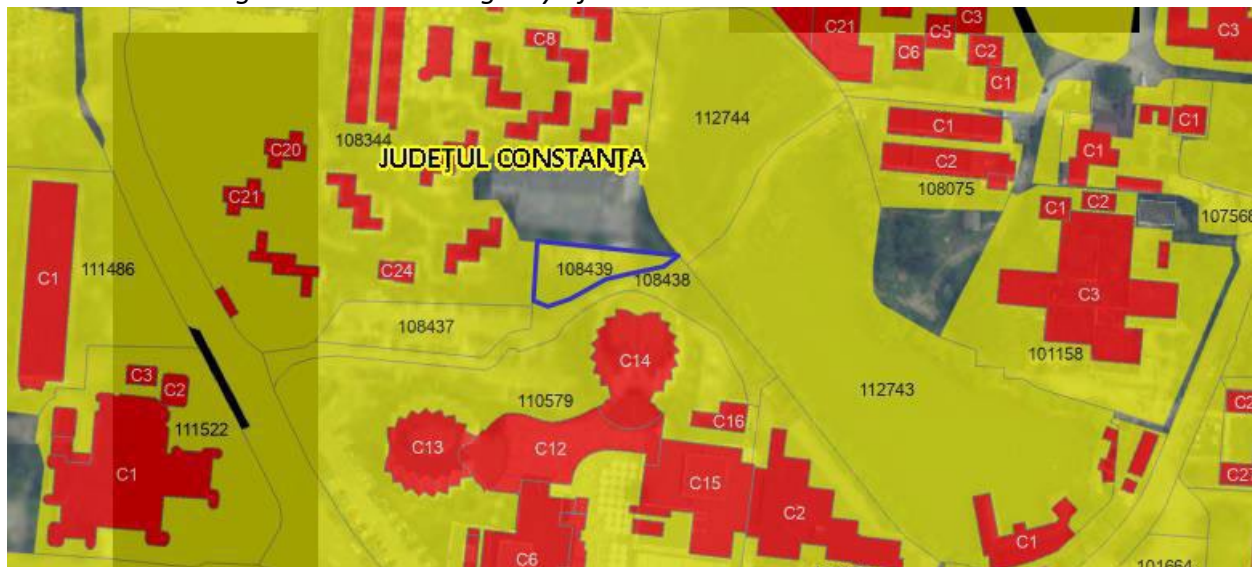 C21
C3
C5
C3
C8
C6
C2
C1
112744
C1
C1
108344
C1
C20
JUDEȚUL CONSTANȚA
C2
108075
C21
C1
C2
107568
111486
C24
108439
108438
C1
C3
108437
101158
C14
C3
C2
110579
112743
C2
111522
C16
C13
C12
C1
C15
C27
C2
C1
C6
101664